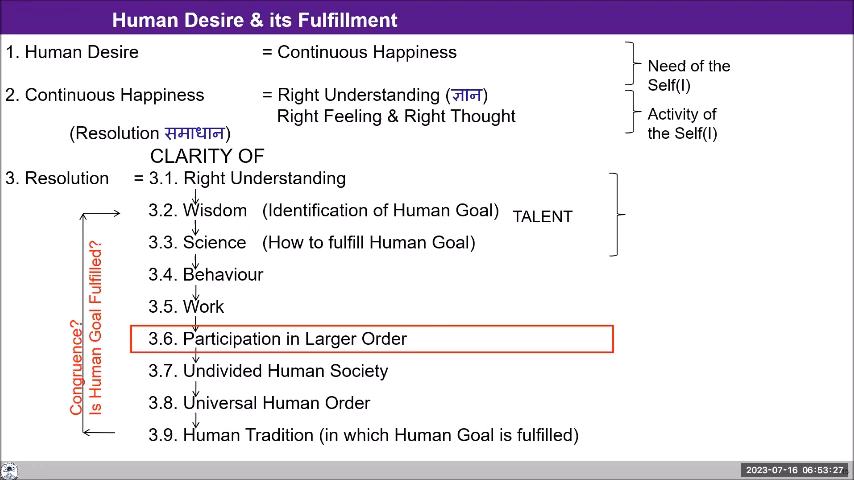 Human Desire & its Fulfillment
1. Human Desire = Continuous Happiness
Need of the
Self(I)
2. Continuous Happiness = Right Understanding (ज्ञान)
Right Feeling & Right Thought
Activity of
the Self(I)
(Resolution समाधान)
CLARITY OF
3. Resolution = 3.1. Right Understanding
3.2. Wisdom (Identification of Human Goal)
TALENT
3.3. Science (How to fulfill Human Goal)
3.4. Behaviour
3.5. Work
3.6. Participation in Larger Order
3.7. Undivided Human Society
3.8. Universal Human Order
3.9. Human Tradition (in which Human Goal is fulfilled)
Congruence?
Is Human Goal Fulfilled?
2023-07-16 06:53:27